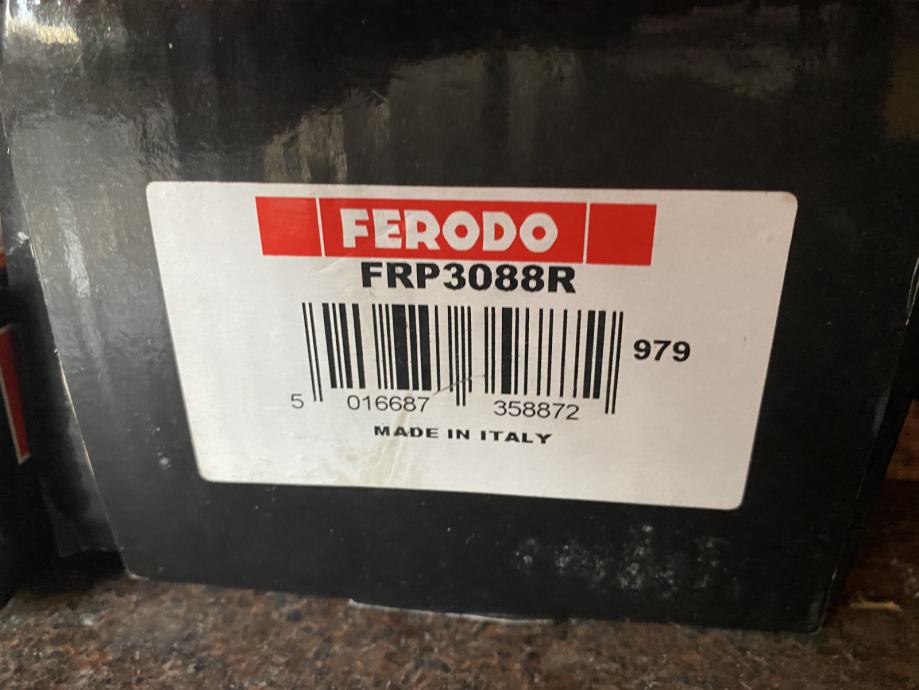 FERODO
FRP3088R
979
5 016687 358872
MADE IN ITALY